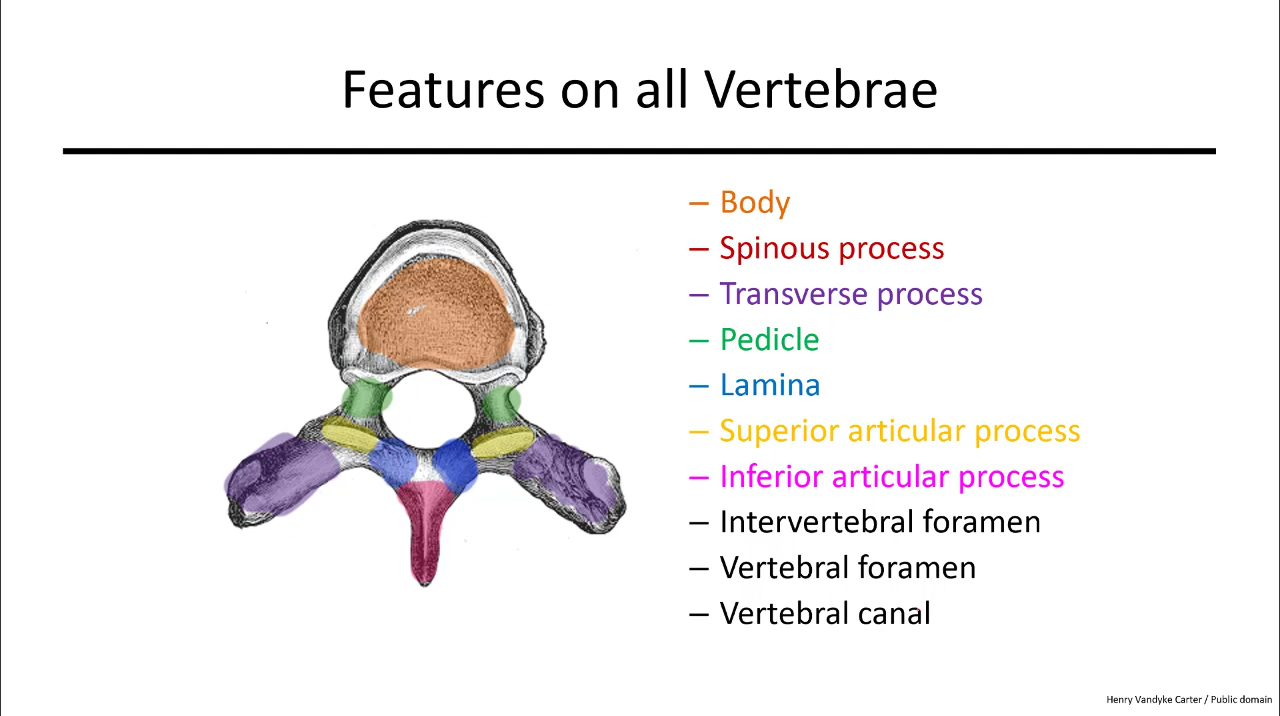 Features on all Vertebrae
– Body
– Spinous process
– Transverse process
– Pedicle
– Lamina
– Superior articular process
– Inferior articular process
– Intervertebral foramen
– Vertebral foramen
– Vertebral canal
Henry Vandyke Carter / Public domain